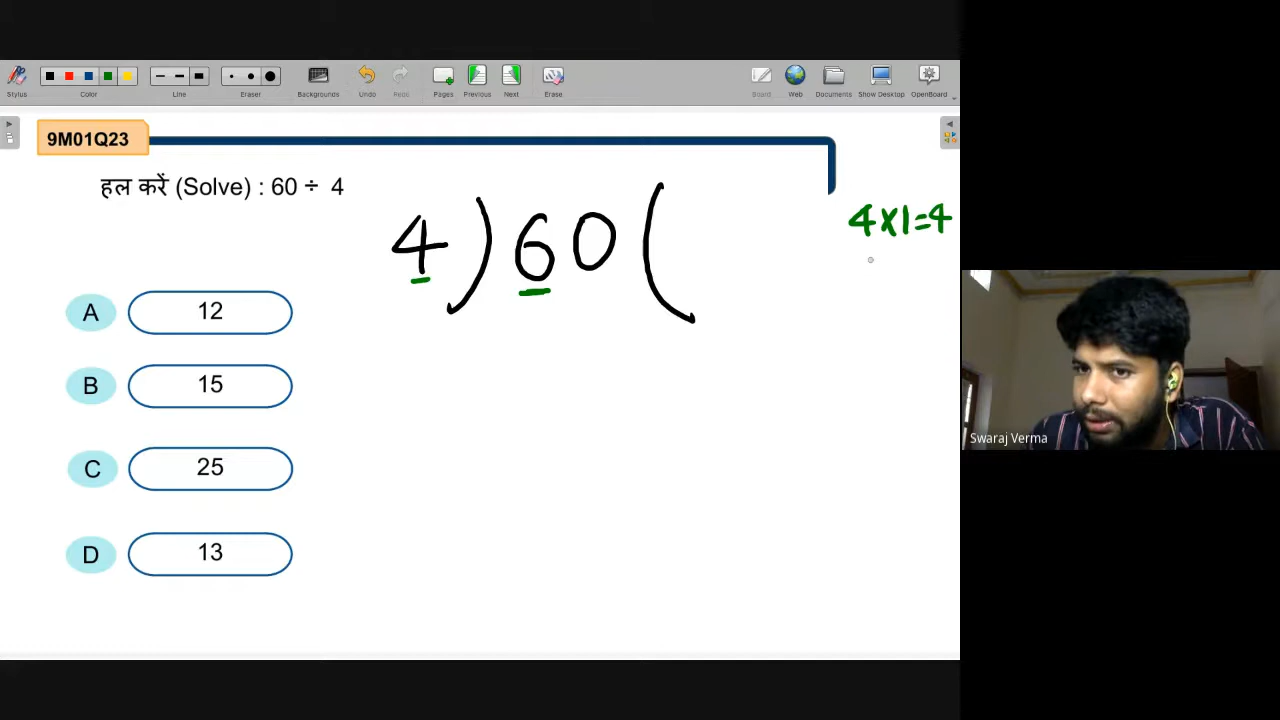 Stylus Color Line Eraser Backgrounds Undo Redo Pages Previous Next Erase Board Web Documents Show Desktop OpenBoard
9M01Q23
हल करें (Solve) : 60 ÷ 4
4 ) 60 (
4×1=4
A 12
B 15
C 25
D 13
Swaraj Verma